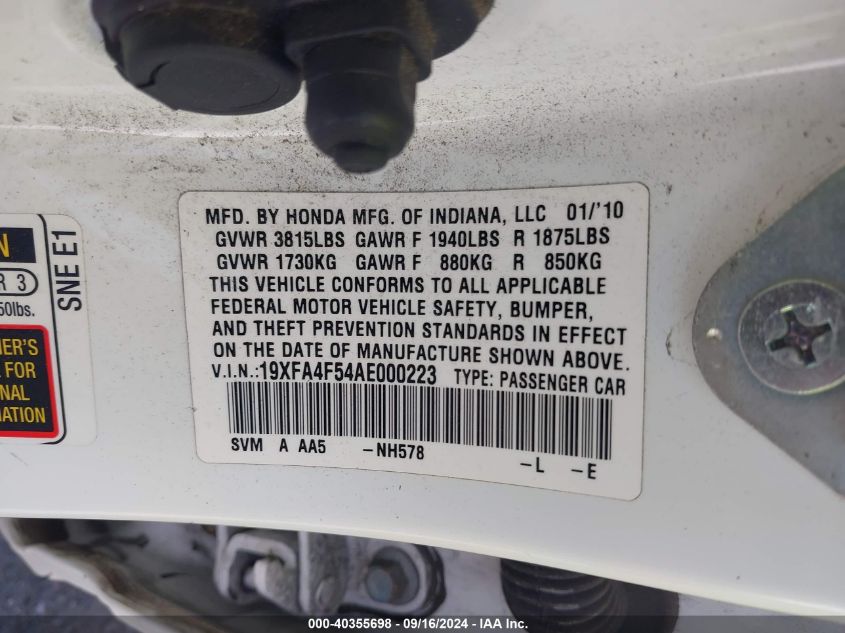 MFD. BY HONDA MFG. OF INDIANA, LLC 01/'10
GVWR 3815LBS GAWR F 1940LBS R 1875LBS
GVWR 1730KG GAWR F 880KG R 850KG
THIS VEHICLE CONFORMS TO ALL APPLICABLE
FEDERAL MOTOR VEHICLE SAFETY, BUMPER,
AND THEFT PREVENTION STANDARDS IN EFFECT
ON THE DATE OF MANUFACTURE SHOWN ABOVE.
V.I.N.:19XFA4F54AE000223 TYPE: PASSENGER CAR
SVM A AA5 -NH578
-L -E
SNE E1
R 3
50lbs.
FOR
000-40355698 - 09/16/2024 - IAA Inc.